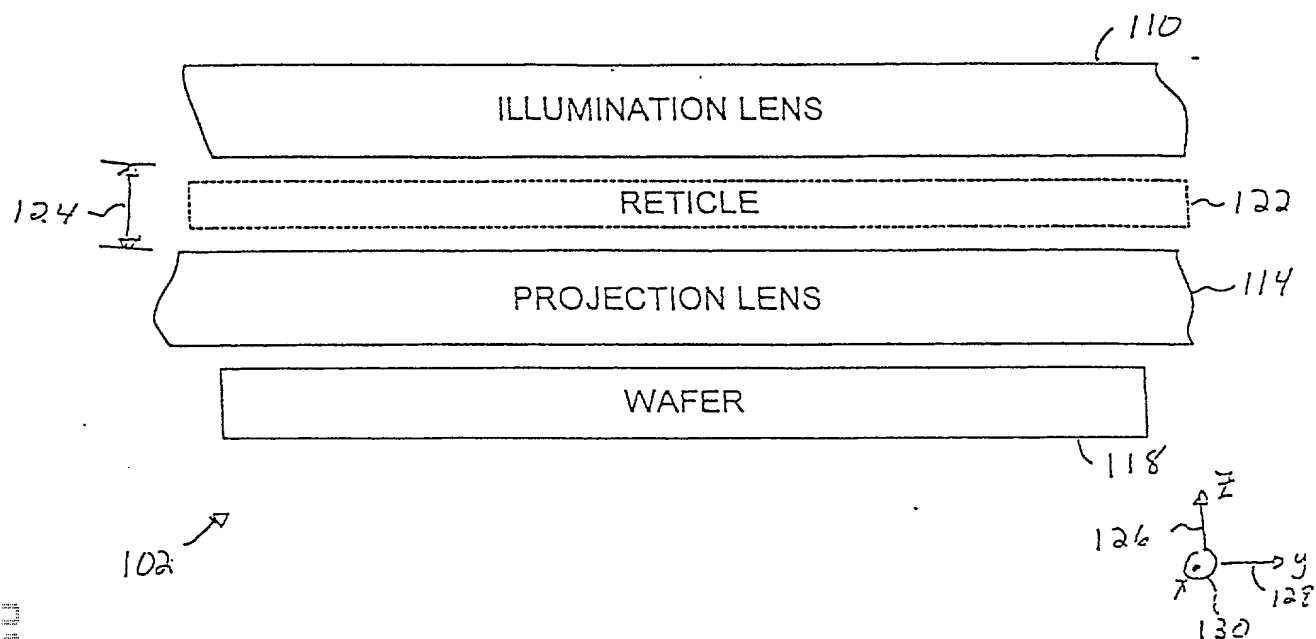 110
ILLUMINATION LENS
124
RETICLE
122
PROJECTION LENS
114
WAFER
118
102
Z
126
y
128
x
130